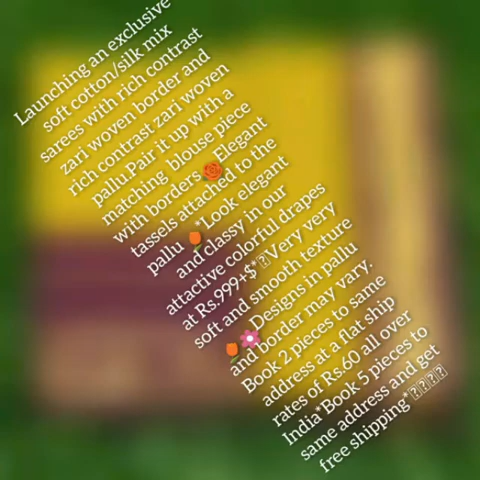 Launching an exclusive
soft cotton/silk mix
sarees with rich contrast
zari woven border and
rich contrast zari woven
pallu.Pair it up with a
matching blouse piece
with borders🏵Elegant
tassels attached to the
pallu 🌷*Look elegant
and classy in our
attactive colorful drapes
at Rs.999+$*Very very
soft and smooth texture
🌷🌸Designs in pallu
and border may vary.
Book 2 pieces to same
address at a flat ship
rates of Rs.60 all over
India*Book 5 pieces to
same address and get
free shipping*